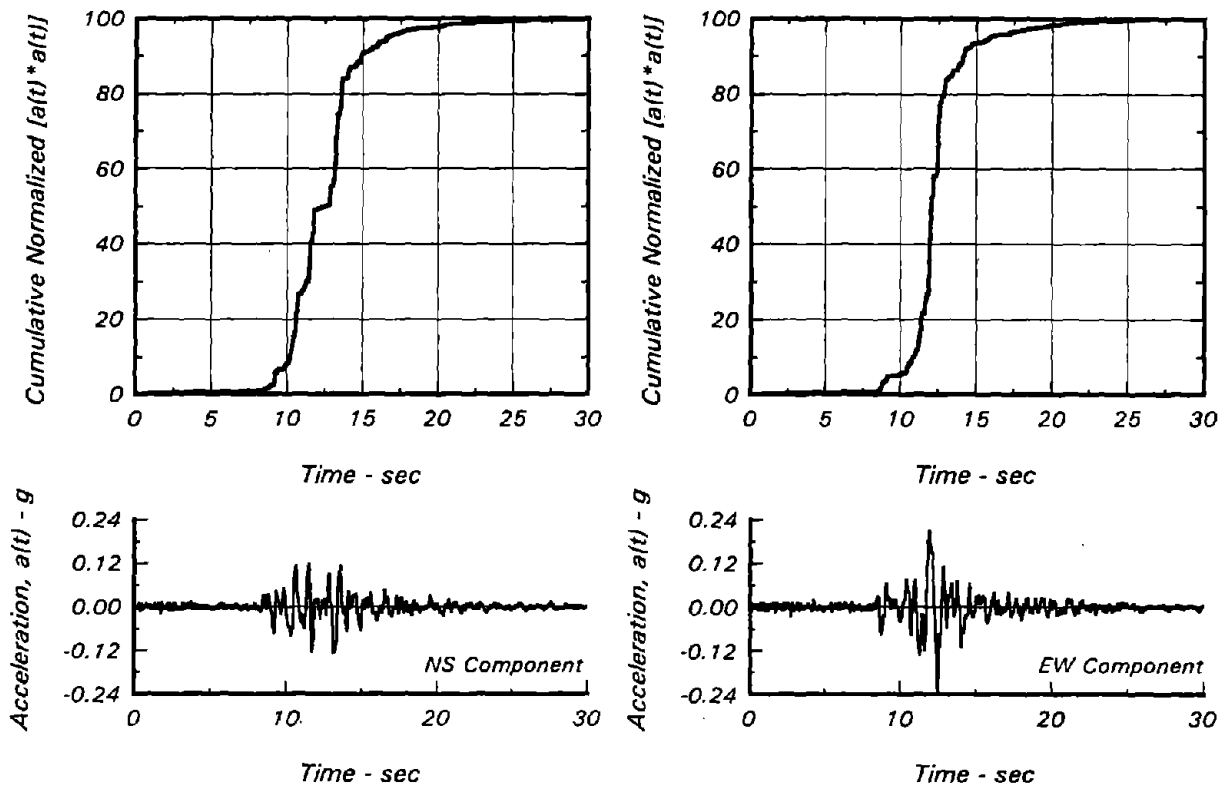 Cumulative Normalized [a(t)*a(t)]
100
80
60
40
20
0
0 5 10 15 20 25 30
Time - sec
Cumulative Normalized [a(t)*a(t)]
100
80
60
40
20
0
0 5 10 15 20 25 30
Time - sec
Acceleration, a(t) - g
0.24
0.12
0.00
-0.12
-0.24
NS Component
0 10 20 30
Time - sec
Acceleration, a(t) - g
0.24
0.12
0.00
-0.12
-0.24
EW Component
0 10 20 30
Time - sec